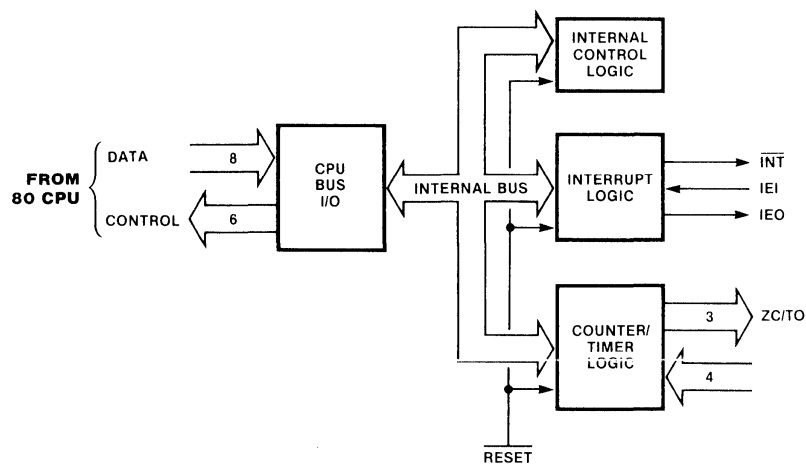 INTERNAL
CONTROL
LOGIC
FROM
80 CPU
DATA
8
CONTROL
6
CPU
BUS
I/O
INTERNAL BUS
INTERRUPT
LOGIC
INT
IEI
IEO
COUNTER/
TIMER
LOGIC
3
ZC/TO
4
RESET